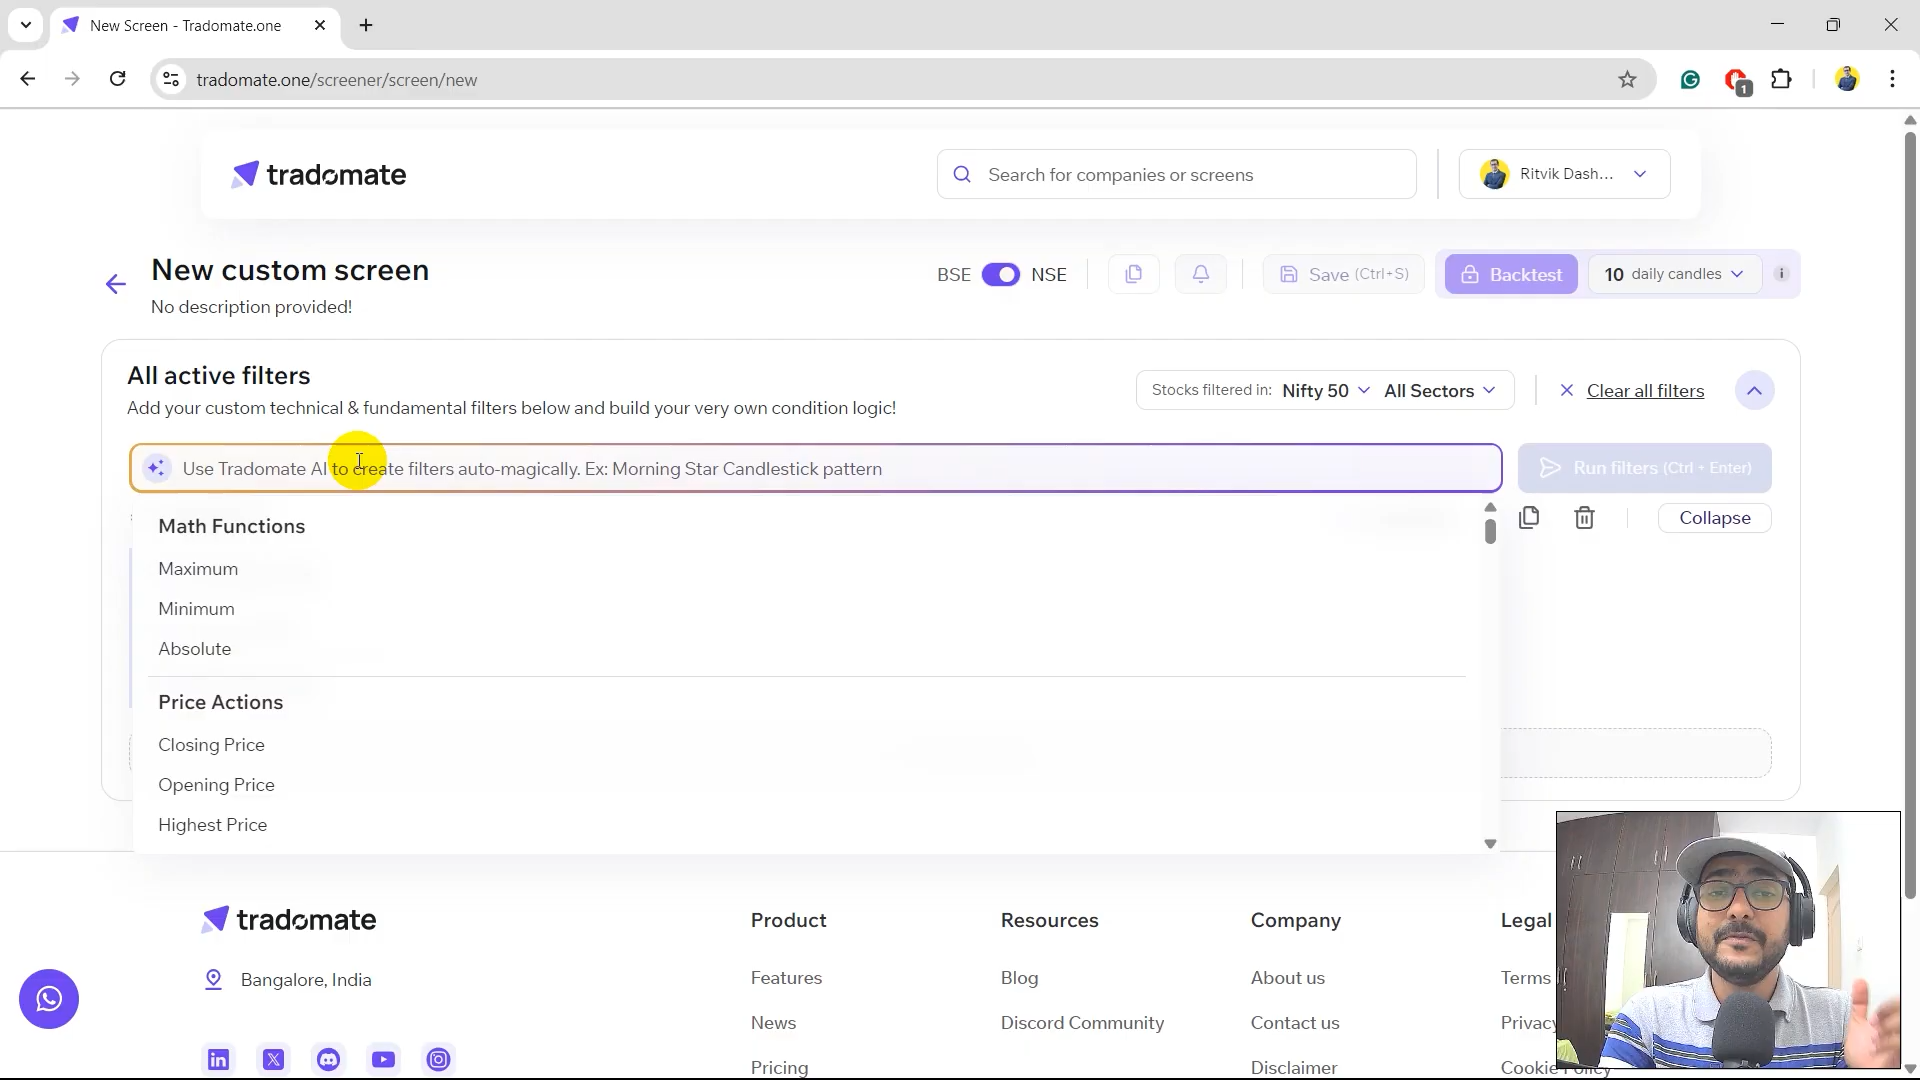 New Screen - Tradomate.one
tradomate.one/screener/screen/new
1
tradomate
Search for companies or screens
Ritvik Dash...
New custom screen
No description provided!
BSE
NSE
Save (Ctrl+S)
Backtest
10 daily candles
i
All active filters
Add your custom technical & fundamental filters below and build your very own condition logic!
Stocks filtered in: Nifty 50
All Sectors
Clear all filters
Use Tradomate AI to create filters auto-magically. Ex: Morning Star Candlestick pattern
Run filters (Ctrl + Enter)
Collapse
Math Functions
Maximum
Minimum
Absolute
Price Actions
Closing Price
Opening Price
Highest Price
tradomate
Bangalore, India
Product
Features
News
Pricing
Resources
Blog
Discord Community
Company
About us
Contact us
Disclaimer
Legal
Terms
Privacy
Cookie Policy